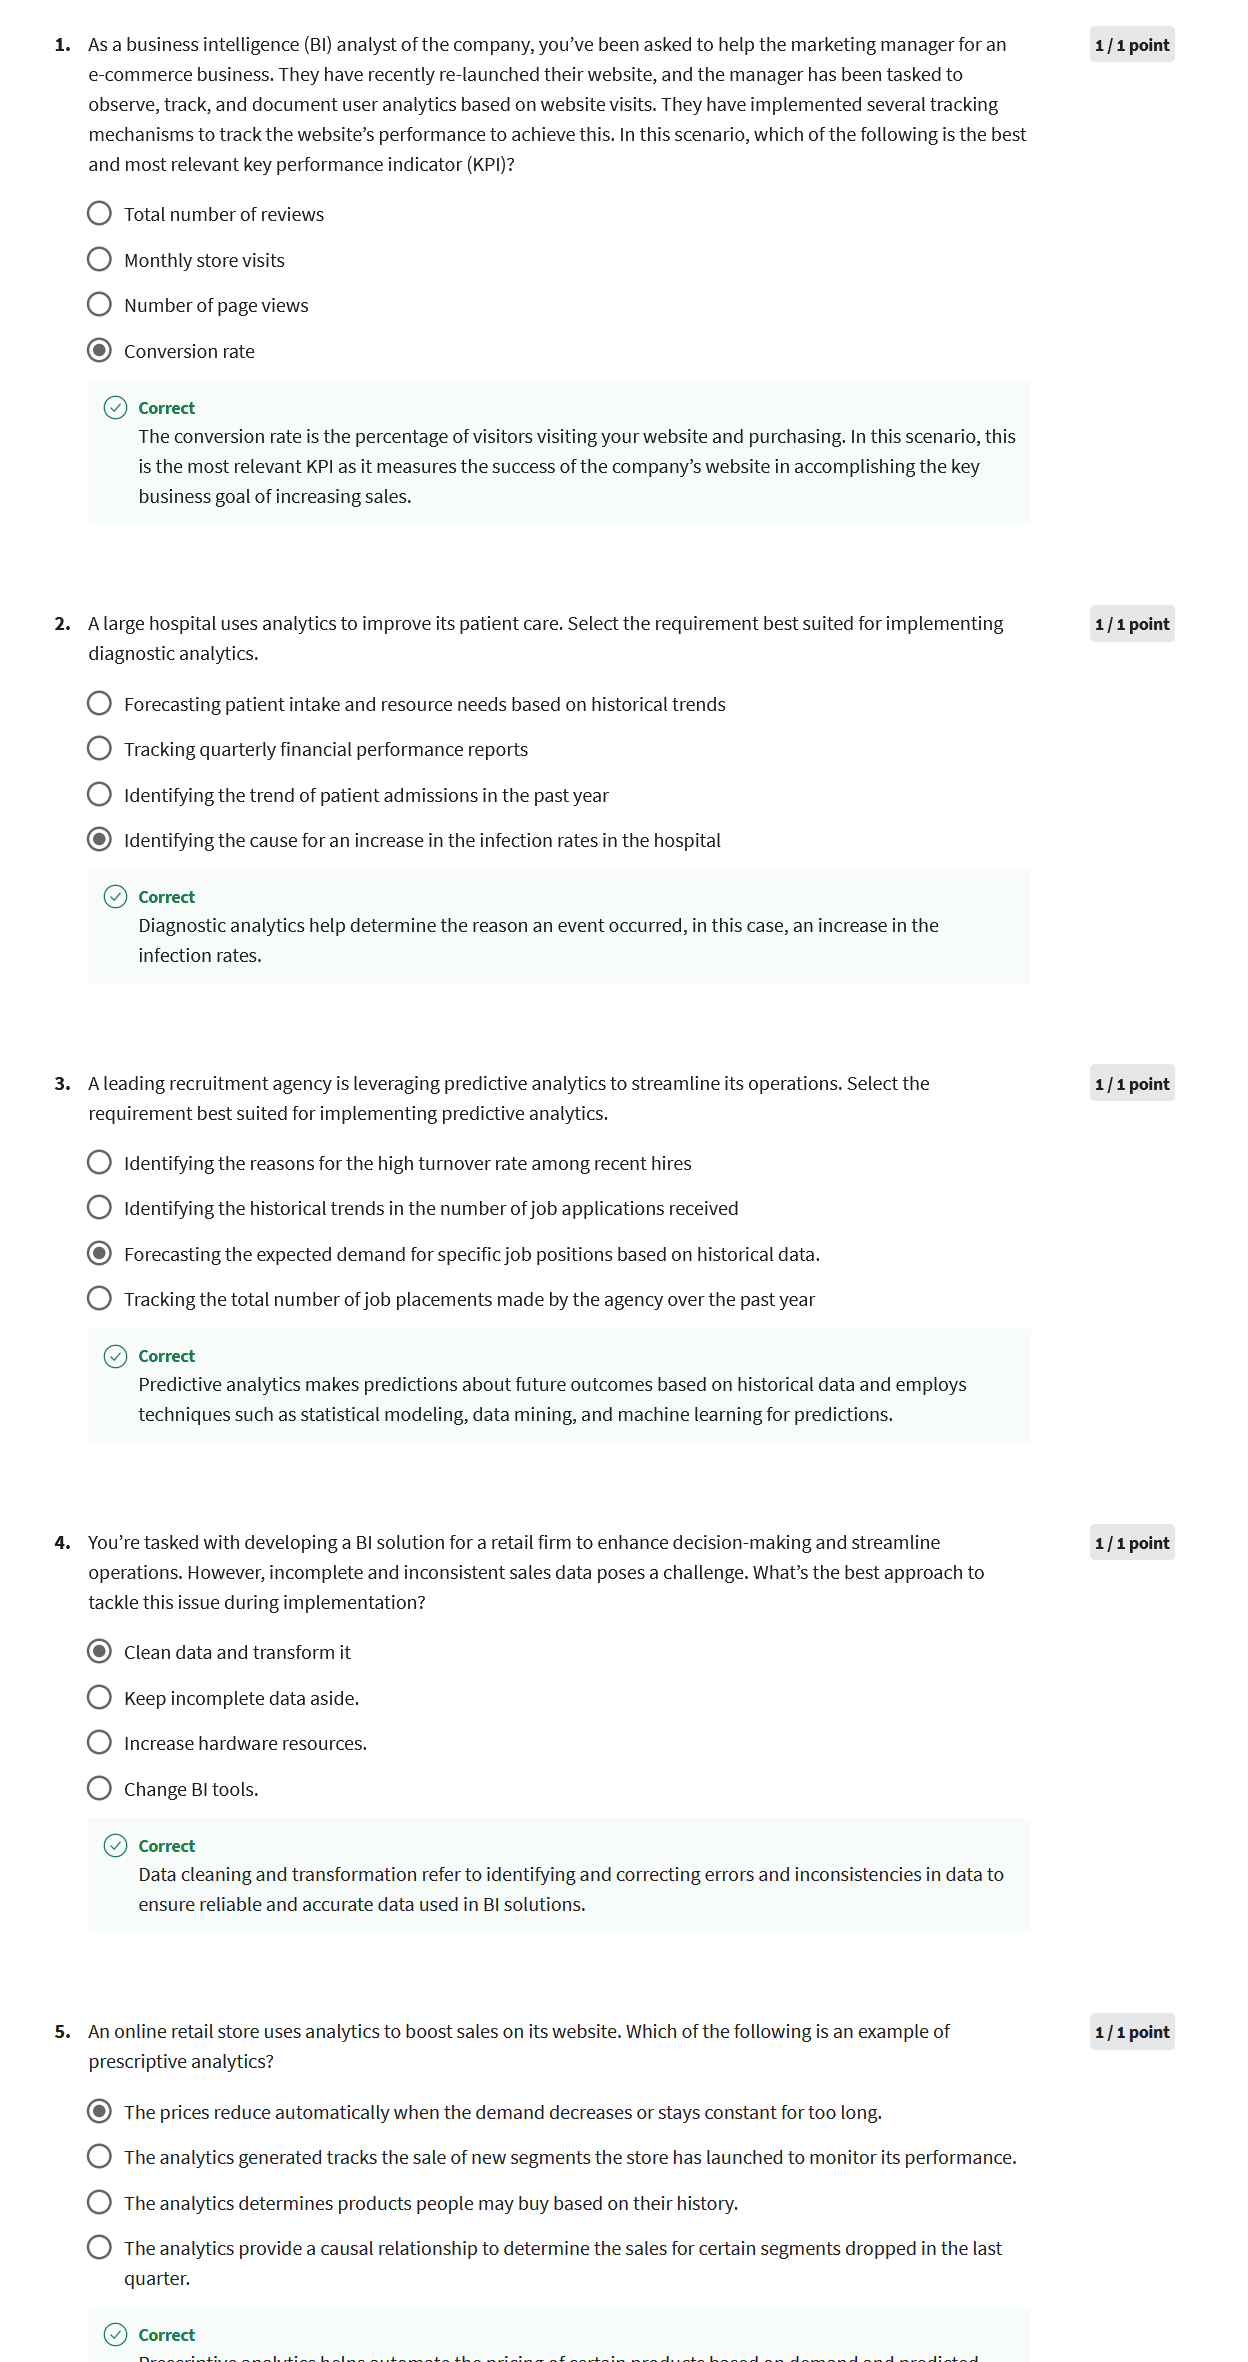 1. As a business intelligence (BI) analyst of the company, you’ve been asked to help the marketing manager for an
1 / 1 point
e-commerce business. They have recently re-launched their website, and the manager has been tasked to
observe, track, and document user analytics based on website visits. They have implemented several tracking
mechanisms to track the website’s performance to achieve this. In this scenario, which of the following is the best
and most relevant key performance indicator (KPI)?
Total number of reviews
Monthly store visits
Number of page views
Conversion rate
Correct
The conversion rate is the percentage of visitors visiting your website and purchasing. In this scenario, this
is the most relevant KPI as it measures the success of the company’s website in accomplishing the key
business goal of increasing sales.
2. A large hospital uses analytics to improve its patient care. Select the requirement best suited for implementing
1 / 1 point
diagnostic analytics.
Forecasting patient intake and resource needs based on historical trends
Tracking quarterly financial performance reports
Identifying the trend of patient admissions in the past year
Identifying the cause for an increase in the infection rates in the hospital
Correct
Diagnostic analytics help determine the reason an event occurred, in this case, an increase in the
infection rates.
3. A leading recruitment agency is leveraging predictive analytics to streamline its operations. Select the
1 / 1 point
requirement best suited for implementing predictive analytics.
Identifying the reasons for the high turnover rate among recent hires
Identifying the historical trends in the number of job applications received
Forecasting the expected demand for specific job positions based on historical data.
Tracking the total number of job placements made by the agency over the past year
Correct
Predictive analytics makes predictions about future outcomes based on historical data and employs
techniques such as statistical modeling, data mining, and machine learning for predictions.
4. You’re tasked with developing a BI solution for a retail firm to enhance decision-making and streamline
1 / 1 point
operations. However, incomplete and inconsistent sales data poses a challenge. What’s the best approach to
tackle this issue during implementation?
Clean data and transform it
Keep incomplete data aside.
Increase hardware resources.
Change BI tools.
Correct
Data cleaning and transformation refer to identifying and correcting errors and inconsistencies in data to
ensure reliable and accurate data used in BI solutions.
5. An online retail store uses analytics to boost sales on its website. Which of the following is an example of
1 / 1 point
prescriptive analytics?
The prices reduce automatically when the demand decreases or stays constant for too long.
The analytics generated tracks the sale of new segments the store has launched to monitor its performance.
The analytics determines products people may buy based on their history.
The analytics provide a causal relationship to determine the sales for certain segments dropped in the last
quarter.
Correct
Prescriptive analytics helps automate the pricing of certain products based on demand and predicted